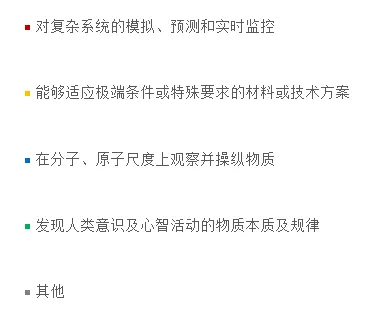 对复杂系统的模拟、预测和实时监控
能够适应极端条件或特殊要求的材料或技术方案
在分子、原子尺度上观察并操纵物质
发现人类意识及心智活动的物质本质及规律
其他